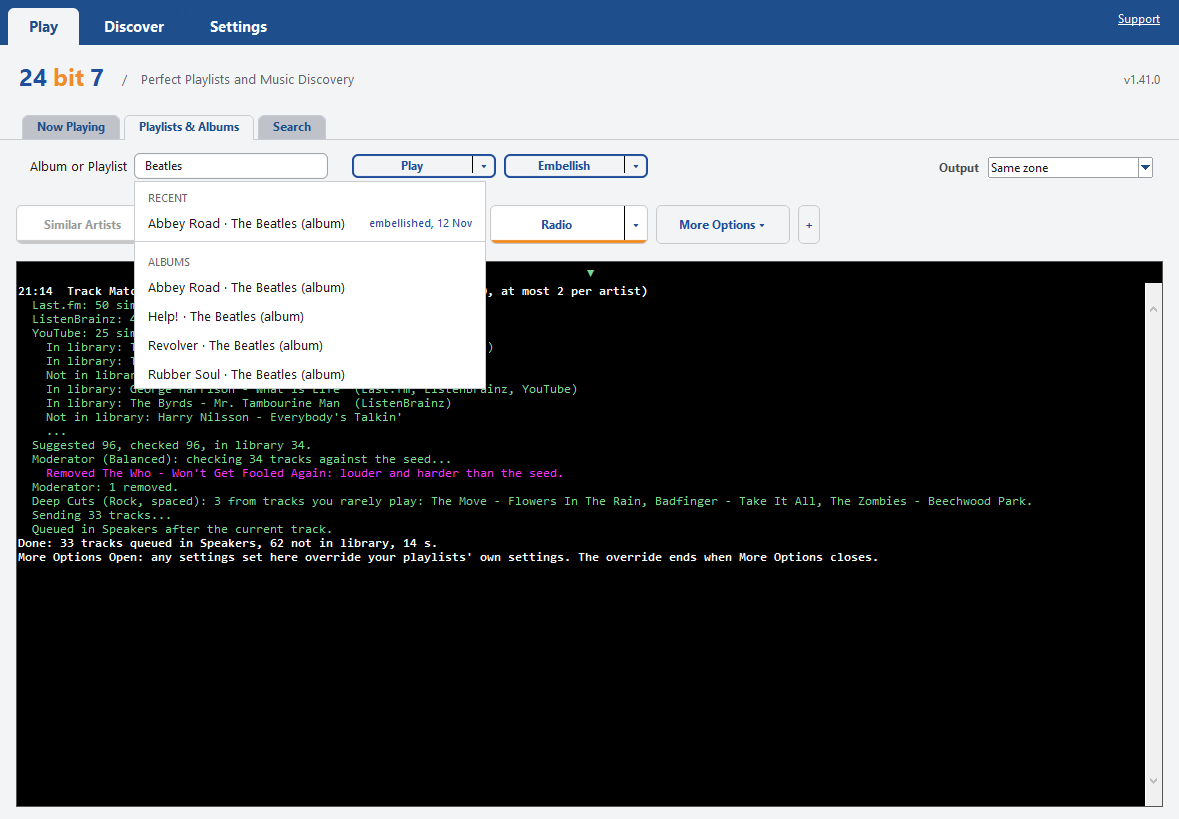 Play Discover Settings Support
24 bit 7 / Perfect Playlists and Music Discovery v1.41.0
Now Playing Playlists & Albums Search
Album or Playlist Beatles Play Embellish Output Same zone
RECENT
Abbey Road · The Beatles (album) embellished, 12 Nov
Similar Artists Radio More Options +
ALBUMS
Abbey Road · The Beatles (album)
Help! · The Beatles (album)
Revolver · The Beatles (album)
Rubber Soul · The Beatles (album)
21:14 Track , at most 2 per artist)
Last.fm: 50
ListenBrainz:
YouTube: 25
In library:
In library:
Not in
In library: George Harrison - What Is Life (Last.fm, ListenBrainz, YouTube)
In library: The Byrds - Mr. Tambourine Man (ListenBrainz)
Not in library: Harry Nilsson - Everybody's Talkin'
...
Suggested 96, checked 96, in library 34.
Moderator (Balanced): checking 34 tracks against the seed...
Removed The Who - Won't Get Fooled Again: louder and harder than the seed.
Moderator: 1 removed.
Deep Cuts (Rock, spaced): 3 from tracks you rarely play: The Move - Flowers In The Rain, Badfinger - Take It All, The Zombies - Beechwood Park.
Sending 33 tracks...
Queued in Speakers after the current track.
Done: 33 tracks queued in Speakers, 62 not in library, 14 s.
More Options Open: any settings set here override your playlists' own settings. The override ends when More Options closes.